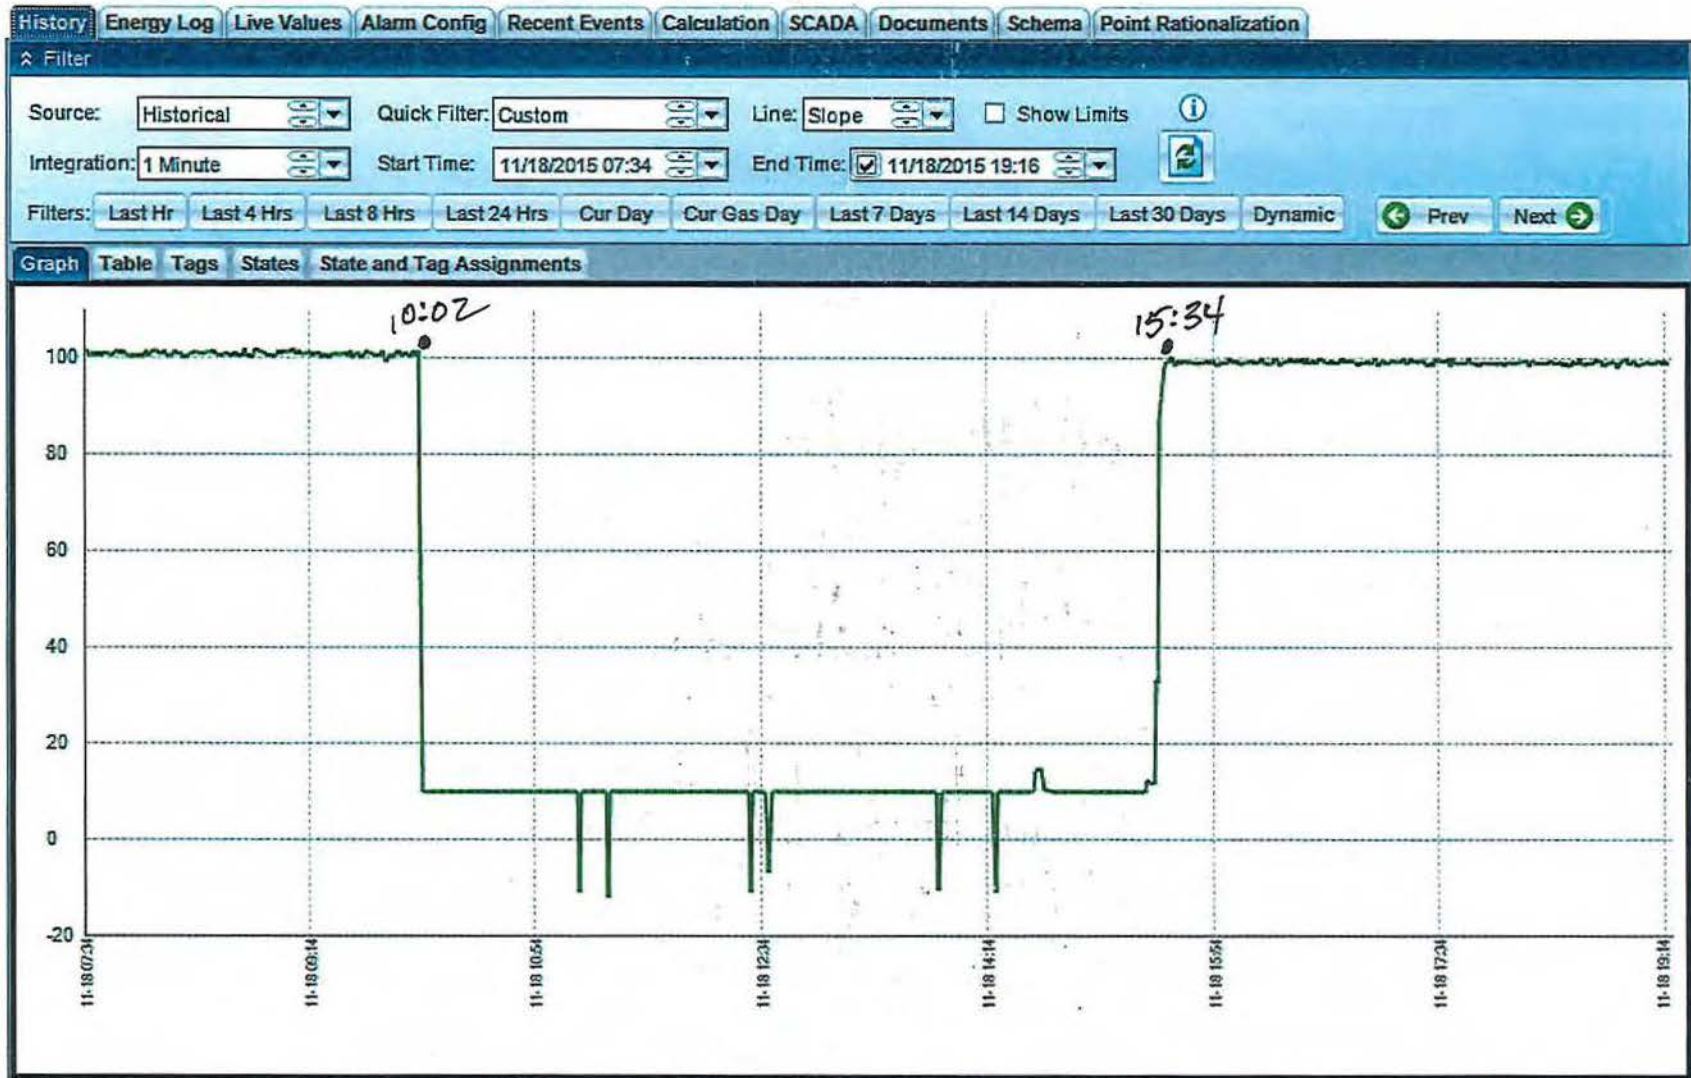 History Energy Log Live Values Alarm Config Recent Events Calculation SCADA Documents Schema Point Rationalization
Filter
Source: Historical Quick Filter: Custom Line: Slope Show Limits
Integration: 1 Minute Start Time: 11/18/2015 07:34 End Time: 11/18/2015 19:16
Filters: Last Hr Last 4 Hrs Last 8 Hrs Last 24 Hrs Cur Day Cur Gas Day Last 7 Days Last 14 Days Last 30 Days Dynamic Prev Next
Graph Table Tags States State and Tag Assignments
10:02 15:34
100
80
60
40
20
0
-20
11-18 07:34 11-18 09:14 11-18 10:54 11-18 12:34 11-18 14:14 11-18 15:54 11-18 17:34 11-18 19:14